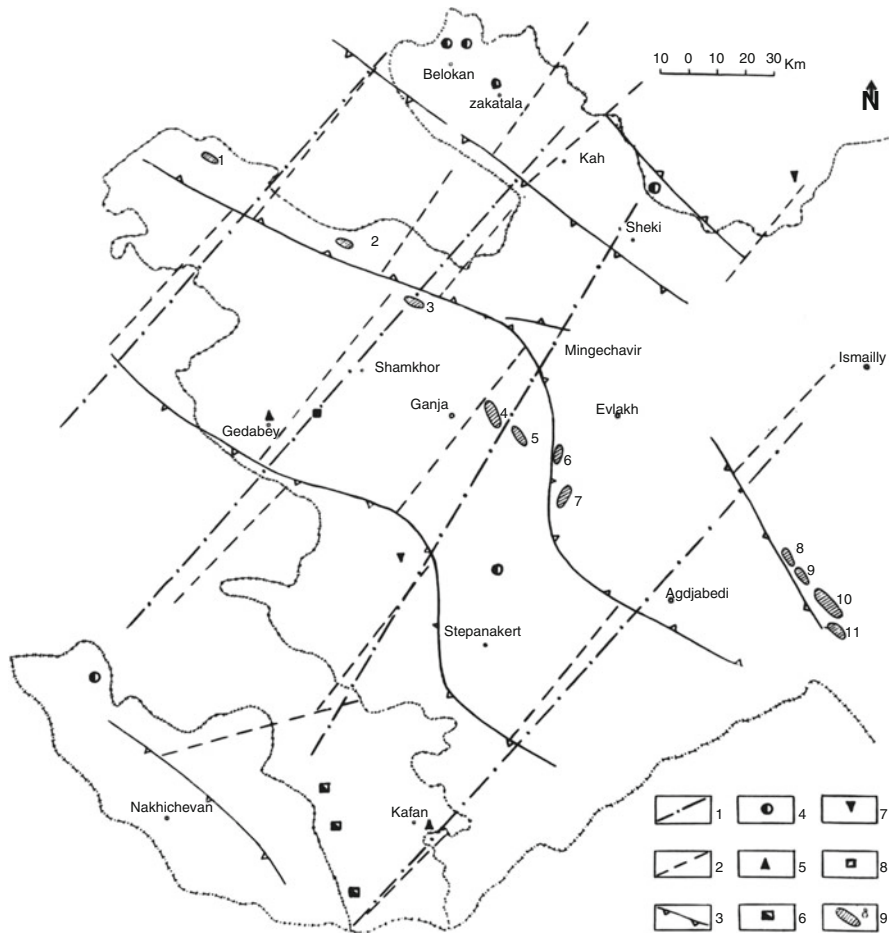 10 0 10 20 30 Km
Belokan
zakatala
N
Kah
1
Sheki
2
3
Mingechavir
Ismailly
Shamkhor
Ganja
4
Evlakh
Gedabey
5
6
7
8
9
Agdjabedi
10
11
Stepanakert
Nakhichevan
Kafan
1 4 7
2 5 8
3 6 9